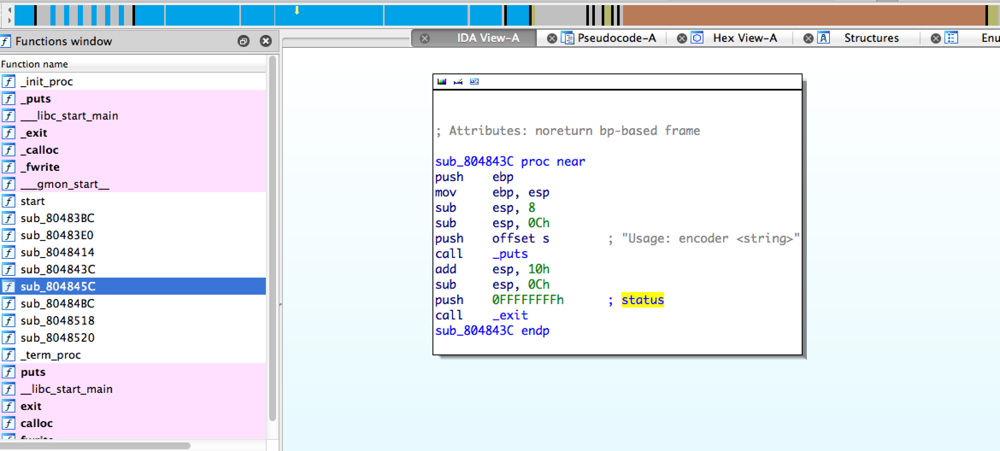 Functions window
IDA View-A
Pseudocode-A
Hex View-A
Structures
Enu
Function name
_init_proc
_puts
___libc_start_main
_exit
_calloc
_fwrite
___gmon_start__
start
sub_80483BC
sub_80483E0
sub_8048414
sub_804843C
sub_804845C
sub_80484BC
sub_8048518
sub_8048520
_term_proc
puts
__libc_start_main
exit
calloc
; Attributes: noreturn bp-based frame
sub_804843C proc near
push ebp
mov ebp, esp
sub esp, 8
sub esp, 0Ch
push offset s ; "Usage: encoder <string>"
call _puts
add esp, 10h
sub esp, 0Ch
push 0FFFFFFFFh ; status
call _exit
sub_804843C endp